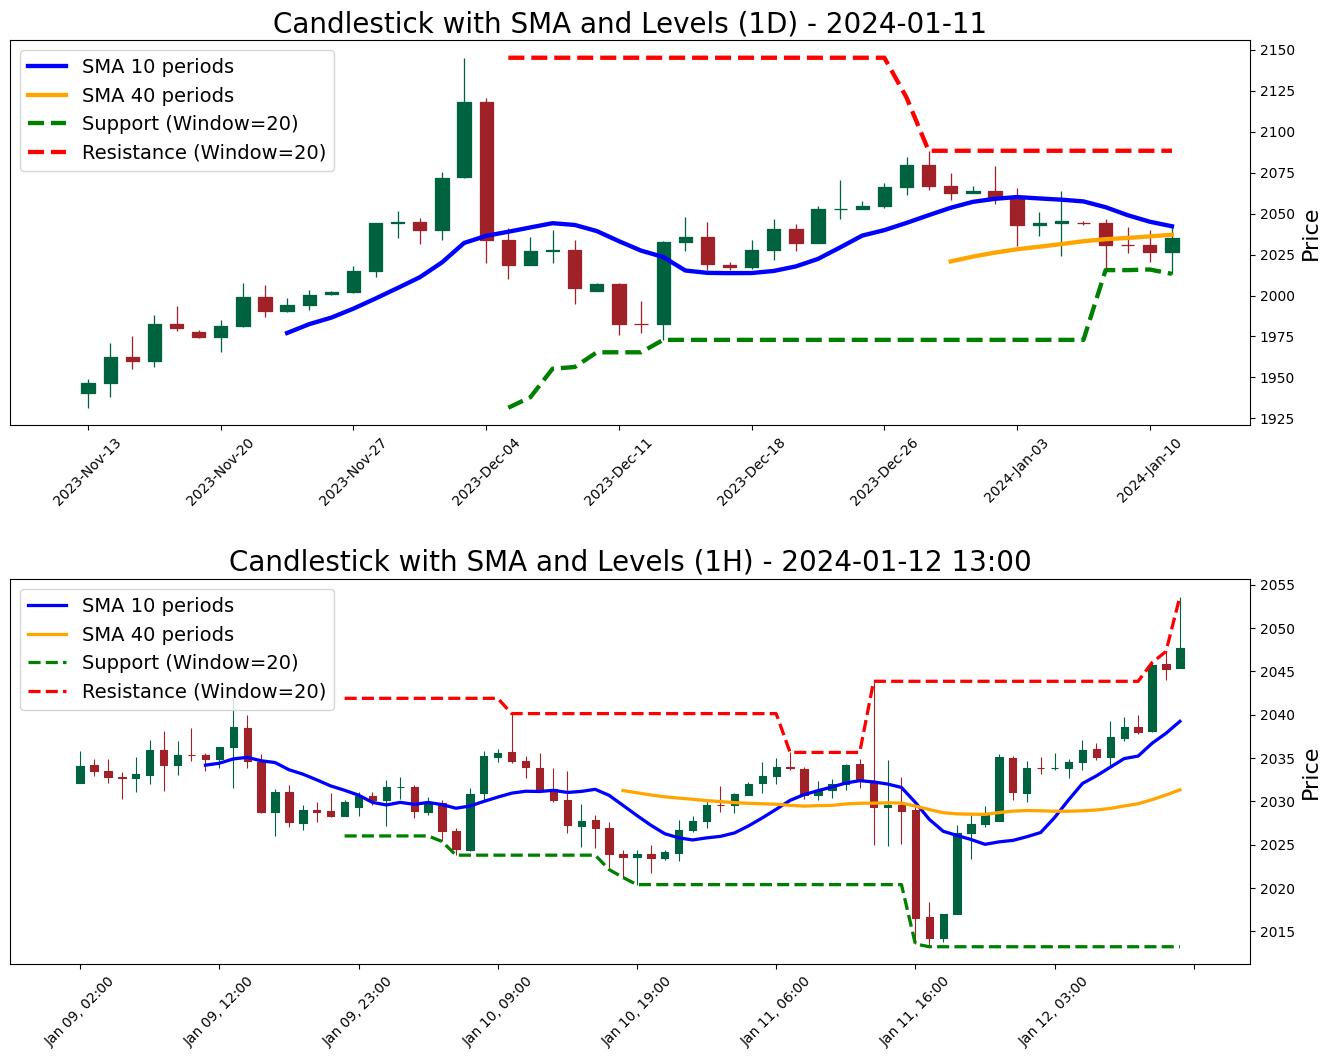 Candlestick with SMA and Levels (1D) - 2024-01-11
SMA 10 periods
SMA 40 periods
Support (Window=20)
Resistance (Window=20)
2150
2125
2100
2075
2050
2025
2000
1975
1950
1925
Price
2023-Nov-13
2023-Nov-20
2023-Nov-27
2023-Dec-04
2023-Dec-11
2023-Dec-18
2023-Dec-26
2024-Jan-03
2024-Jan-10
Candlestick with SMA and Levels (1H) - 2024-01-12 13:00
SMA 10 periods
SMA 40 periods
Support (Window=20)
Resistance (Window=20)
2055
2050
2045
2040
2035
2030
2025
2020
2015
Price
Jan 09, 02:00
Jan 09, 12:00
Jan 09, 23:00
Jan 10, 09:00
Jan 10, 19:00
Jan 11, 06:00
Jan 11, 16:00
Jan 12, 03:00